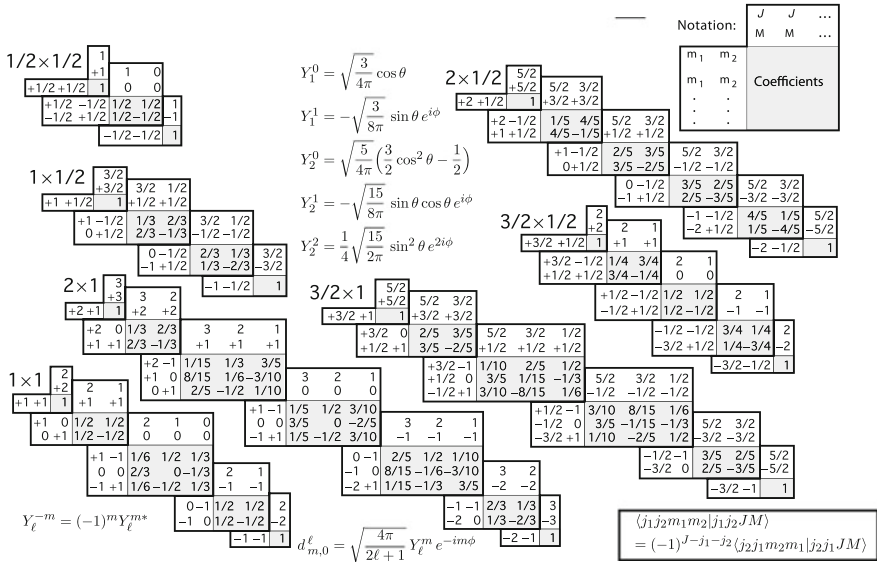 Notation:
J J ...
M M ...
m₁ m₂
m₁ m₂
. .
. .
. .
Coefficients
1/2×1/2
1
+1 1 0
+1/2 +1/2 1 0 0
+1/2 −1/2 1/2 1/2 1
−1/2 +1/2 1/2 −1/2 −1
−1/2 −1/2 1
1×1/2
3/2
+3/2 3/2 1/2
+1 +1/2 1 +1/2 +1/2
+1 −1/2 1/3 2/3 3/2 1/2
0 +1/2 2/3 −1/3 −1/2 −1/2
0 −1/2 2/3 1/3 3/2
−1 +1/2 1/3 −2/3 −3/2
−1 −1/2 1
2×1
3
+3 3 2
+2 +1 1 +2 +2
+2 0 1/3 2/3 3 2 1
+1 +1 2/3 −1/3 +1 +1 +1
+2 −1 1/15 1/3 3/5
+1 0 8/15 1/6 −3/10 3 2 1
0 +1 2/5 −1/2 1/10 0 0 0
+1 −1 1/5 1/2 3/10
0 0 3/5 0 −2/5 3 2 1
−1 +1 1/5 −1/2 3/10 −1 −1 −1
0 −1 2/5 1/2 1/10
−1 0 8/15 −1/6 −3/10 3 2
−2 +1 1/15 −1/3 3/5 −2 −2
−1 −1 2/3 1/3 3
−2 0 1/3 −2/3 −3
−2 −1 1
1×1
2
+2 2 1
+1 +1 1 +1 +1
+1 0 1/2 1/2 2 1 0
0 +1 1/2 −1/2 0 0 0
+1 −1 1/6 1/2 1/3
0 0 2/3 0 −1/3 2 1
−1 +1 1/6 −1/2 1/3 −1 −1
0 −1 1/2 1/2 2
−1 0 1/2 −1/2 −2
−1 −1 1
Y₁⁰ = √(3/4π) cos θ
Y₁¹ = −√(3/8π) sin θ e^{iϕ}
Y₂⁰ = √(5/4π) (3/2 cos² θ − 1/2)
Y₂¹ = −√(15/8π) sin θ cos θ e^{iϕ}
Y₂² = 1/4 √(15/2π) sin² θ e^{2iϕ}
2×1/2
5/2
+5/2 5/2 3/2
+2 +1/2 1 +3/2 +3/2
+2 −1/2 1/5 4/5 5/2 3/2
+1 +1/2 4/5 −1/5 +1/2 +1/2
+1 −1/2 2/5 3/5 5/2 3/2
0 +1/2 3/5 −2/5 −1/2 −1/2
0 −1/2 3/5 2/5 5/2 3/2
−1 +1/2 2/5 −3/5 −3/2 −3/2
−1 −1/2 4/5 1/5 5/2
−2 +1/2 1/5 −4/5 −5/2
−2 −1/2 1
3/2×1/2
2
+2 2 1
+3/2 +1/2 1 +1 +1
+3/2 −1/2 1/4 3/4 2 1
+1/2 +1/2 3/4 −1/4 0 0
+1/2 −1/2 1/2 1/2 2 1
−1/2 +1/2 1/2 −1/2 −1 −1
−1/2 −1/2 3/4 1/4 2
−3/2 +1/2 1/4 −3/4 −2
−3/2 −1/2 1
3/2×1
5/2
+5/2 5/2 3/2
+3/2 +1 1 +3/2 +3/2
+3/2 0 2/5 3/5 5/2 3/2 1/2
+1/2 +1 3/5 −2/5 +1/2 +1/2 +1/2
+3/2 −1 1/10 2/5 1/2
+1/2 0 3/5 1/15 −1/3 5/2 3/2 1/2
−1/2 +1 3/10 −8/15 1/6 −1/2 −1/2 −1/2
+1/2 −1 3/10 8/15 1/6
−1/2 0 3/5 −1/15 −1/3 5/2 3/2
−3/2 +1 1/10 −2/5 1/2 −3/2 −3/2
−1/2 −1 3/5 2/5 5/2
−3/2 0 2/5 −3/5 −5/2
−3/2 −1 1
Y_ℓ^{−m} = (−1)^m Y_ℓ^{m∗}
d^ℓ_{m,0} = √(4π/(2ℓ + 1)) Y_ℓ^m e^{−imϕ}
⟨j₁j₂m₁m₂|j₁j₂JM⟩
= (−1)^{J−j₁−j₂}⟨j₂j₁m₂m₁|j₂j₁JM⟩